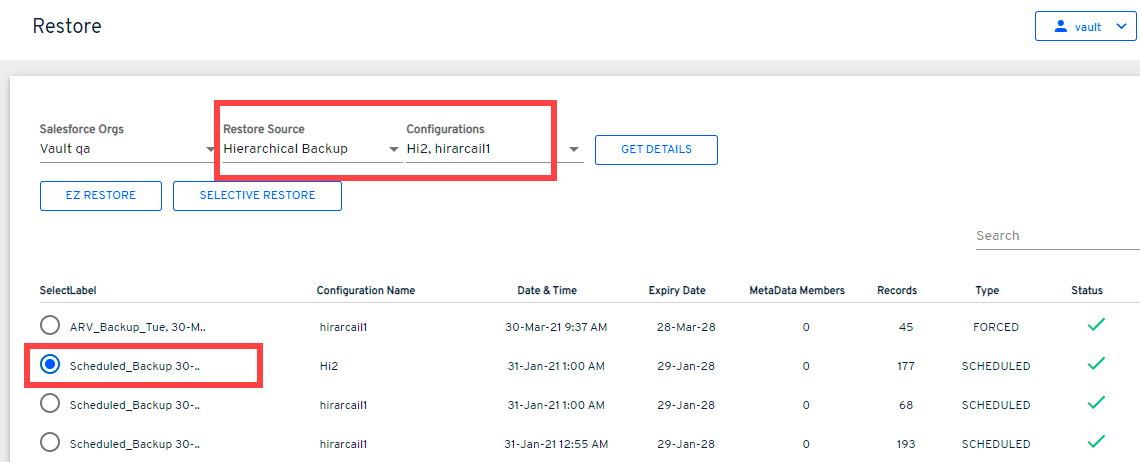 Restore
vault
Salesforce Orgs Restore Source Configurations
Vault qa Hierarchical Backup Hi2, hirarcail1 GET DETAILS
EZ RESTORE SELECTIVE RESTORE
Search
SelectLabel Configuration Name Date & Time Expiry Date MetaData Members Records Type Status
ARV_Backup_Tue, 30-M.. hirarcail1 30-Mar-21 9:37 AM 28-Mar-28 0 45 FORCED
Scheduled_Backup 30-.. Hi2 31-Jan-21 1:00 AM 29-Jan-28 0 177 SCHEDULED
Scheduled_Backup 30-.. hirarcail1 31-Jan-21 1:00 AM 29-Jan-28 0 68 SCHEDULED
Scheduled_Backup 30-.. hirarcail1 31-Jan-21 12:55 AM 29-Jan-28 0 193 SCHEDULED